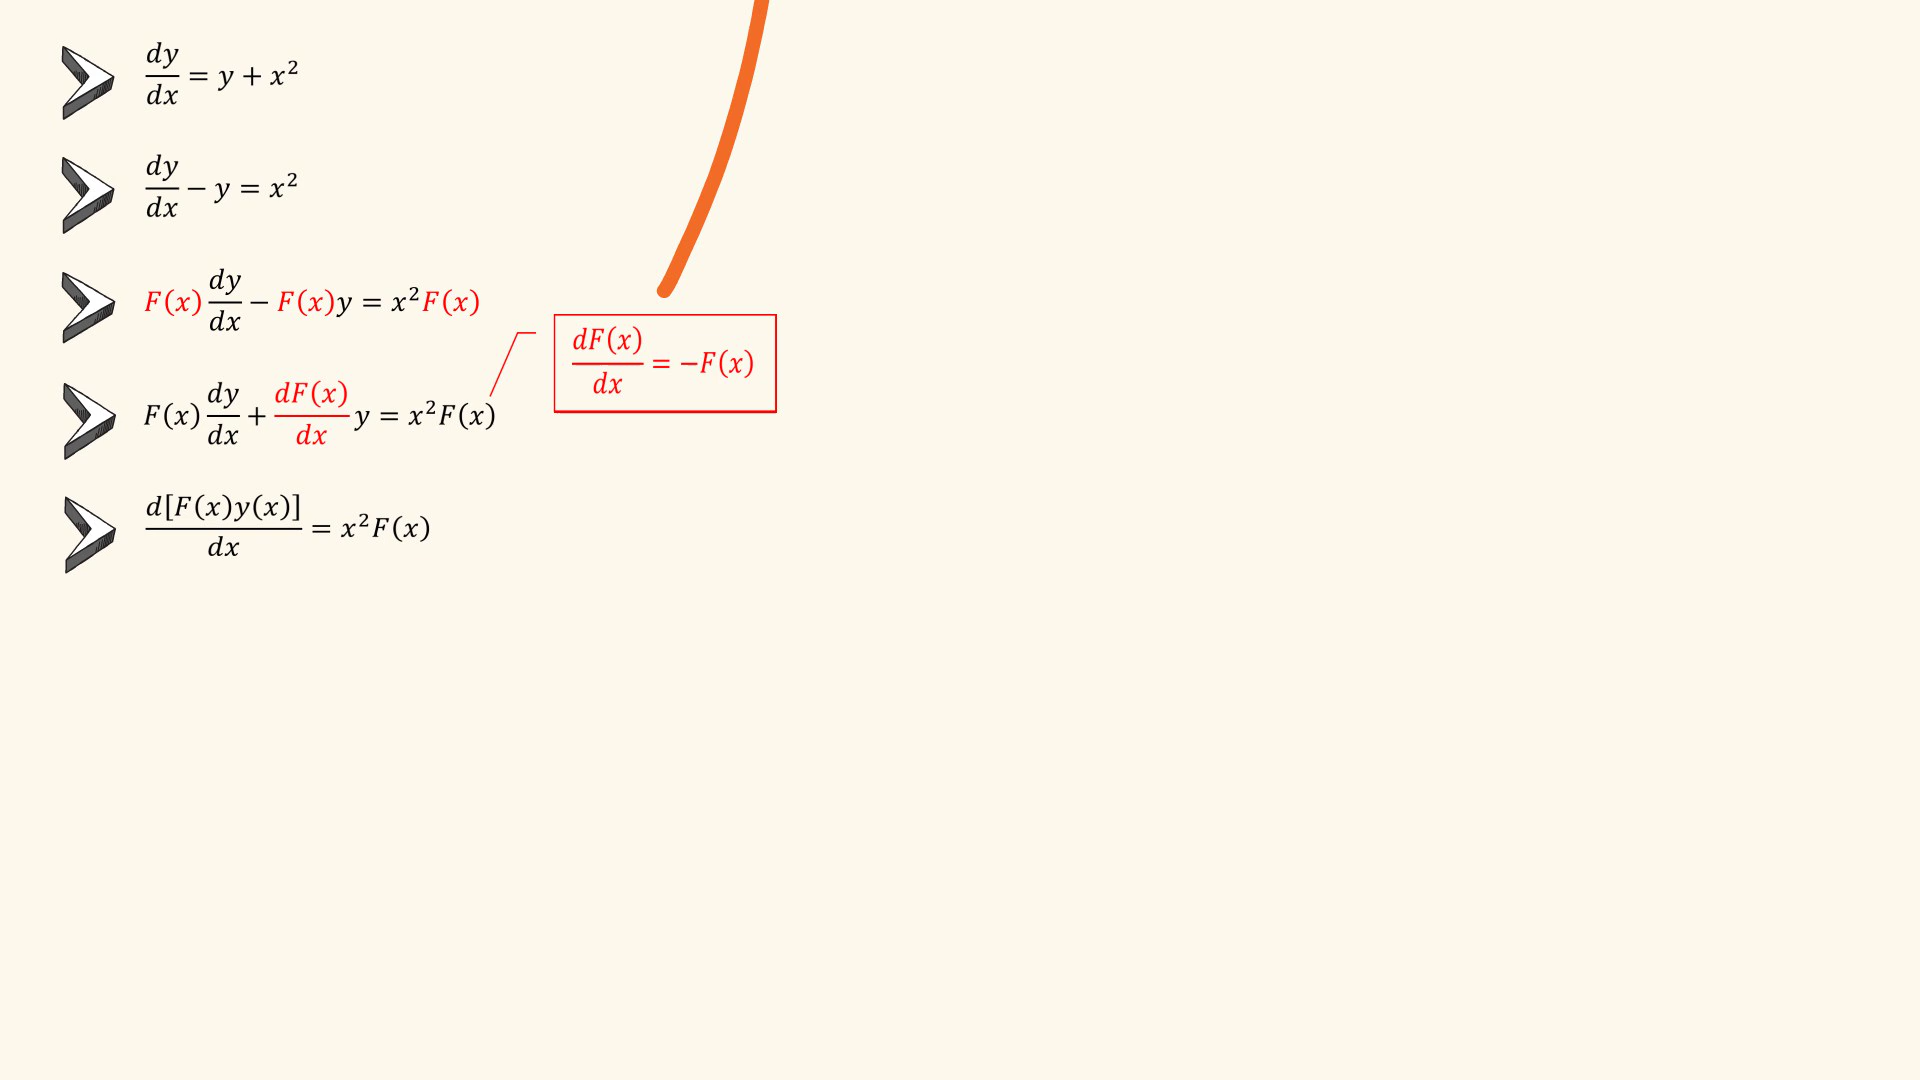 dy/dx = y + x²
dy/dx − y = x²
F(x) dy/dx − F(x)y = x²F(x)
dF(x)/dx = −F(x)
F(x) dy/dx + dF(x)/dx y = x²F(x)
d[F(x)y(x)]/dx = x²F(x)